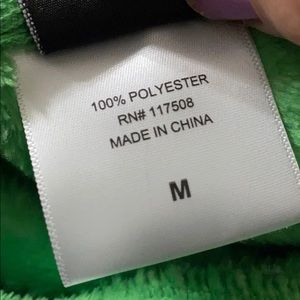 100% POLYESTER
RN# 117508
MADE IN CHINA
M